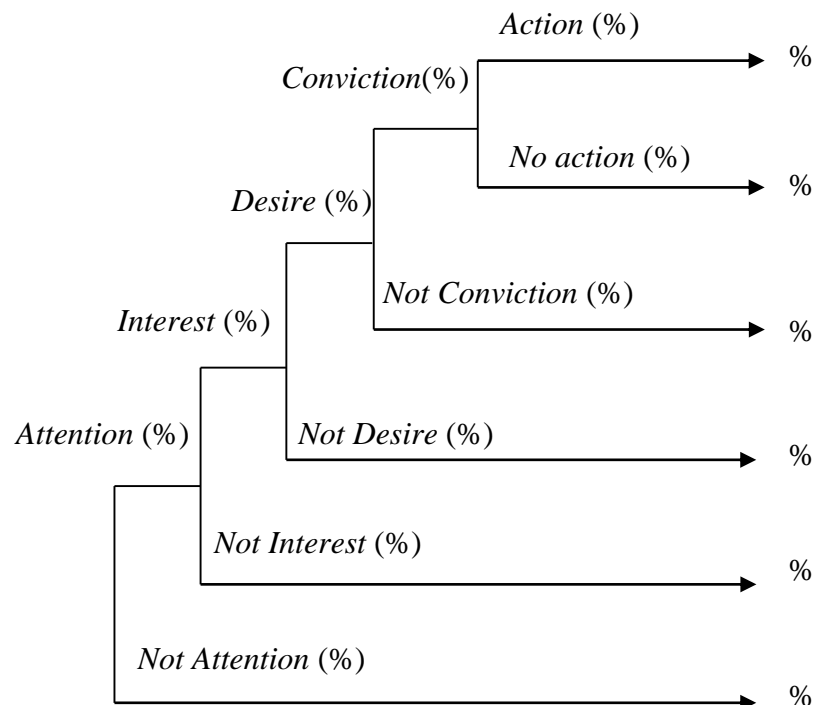 Action (%)
%
Conviction(%)
No action (%)
%
Desire (%)
Not Conviction (%)
%
Interest (%)
Attention (%)
Not Desire (%)
%
Not Interest (%)
%
Not Attention (%)
%